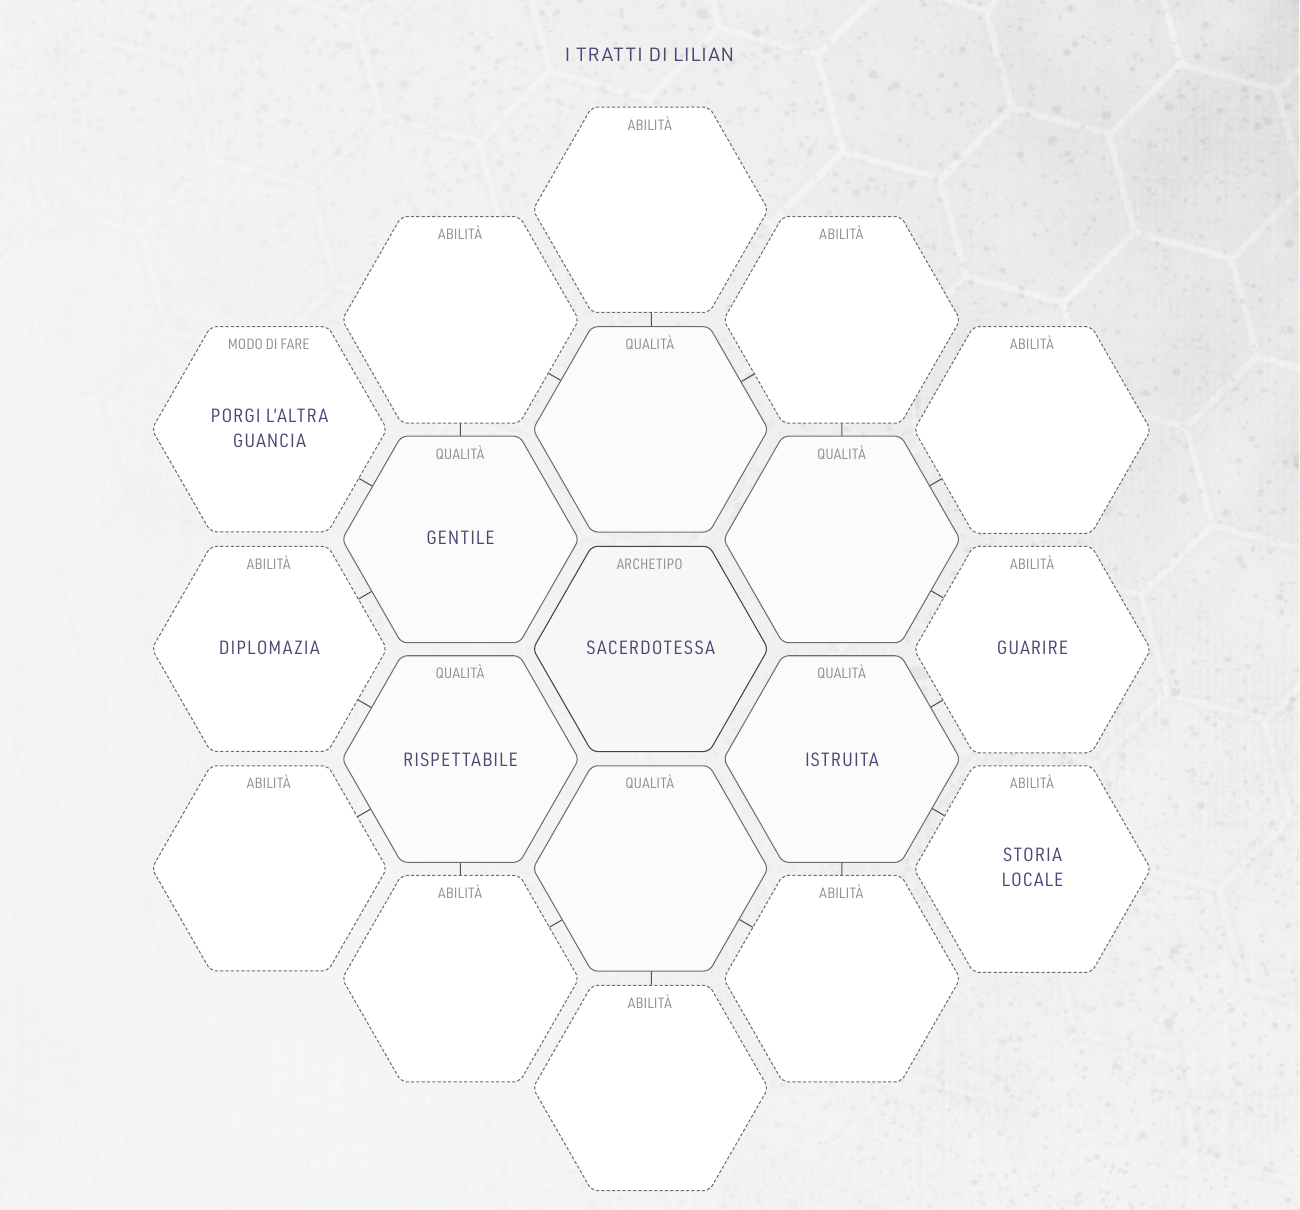 I TRATTI DI LILIAN
ABILITÀ
ABILITÀ
ABILITÀ
MODO DI FARE
PORGI L'ALTRA
GUANCIA
QUALITÀ
ABILITÀ
QUALITÀ
GENTILE
QUALITÀ
ABILITÀ
DIPLOMAZIA
ARCHETIPO
SACERDOTESSA
ABILITÀ
GUARIRE
QUALITÀ
RISPETTABILE
QUALITÀ
ISTRUITA
ABILITÀ
QUALITÀ
ABILITÀ
STORIA
LOCALE
ABILITÀ
ABILITÀ
ABILITÀ